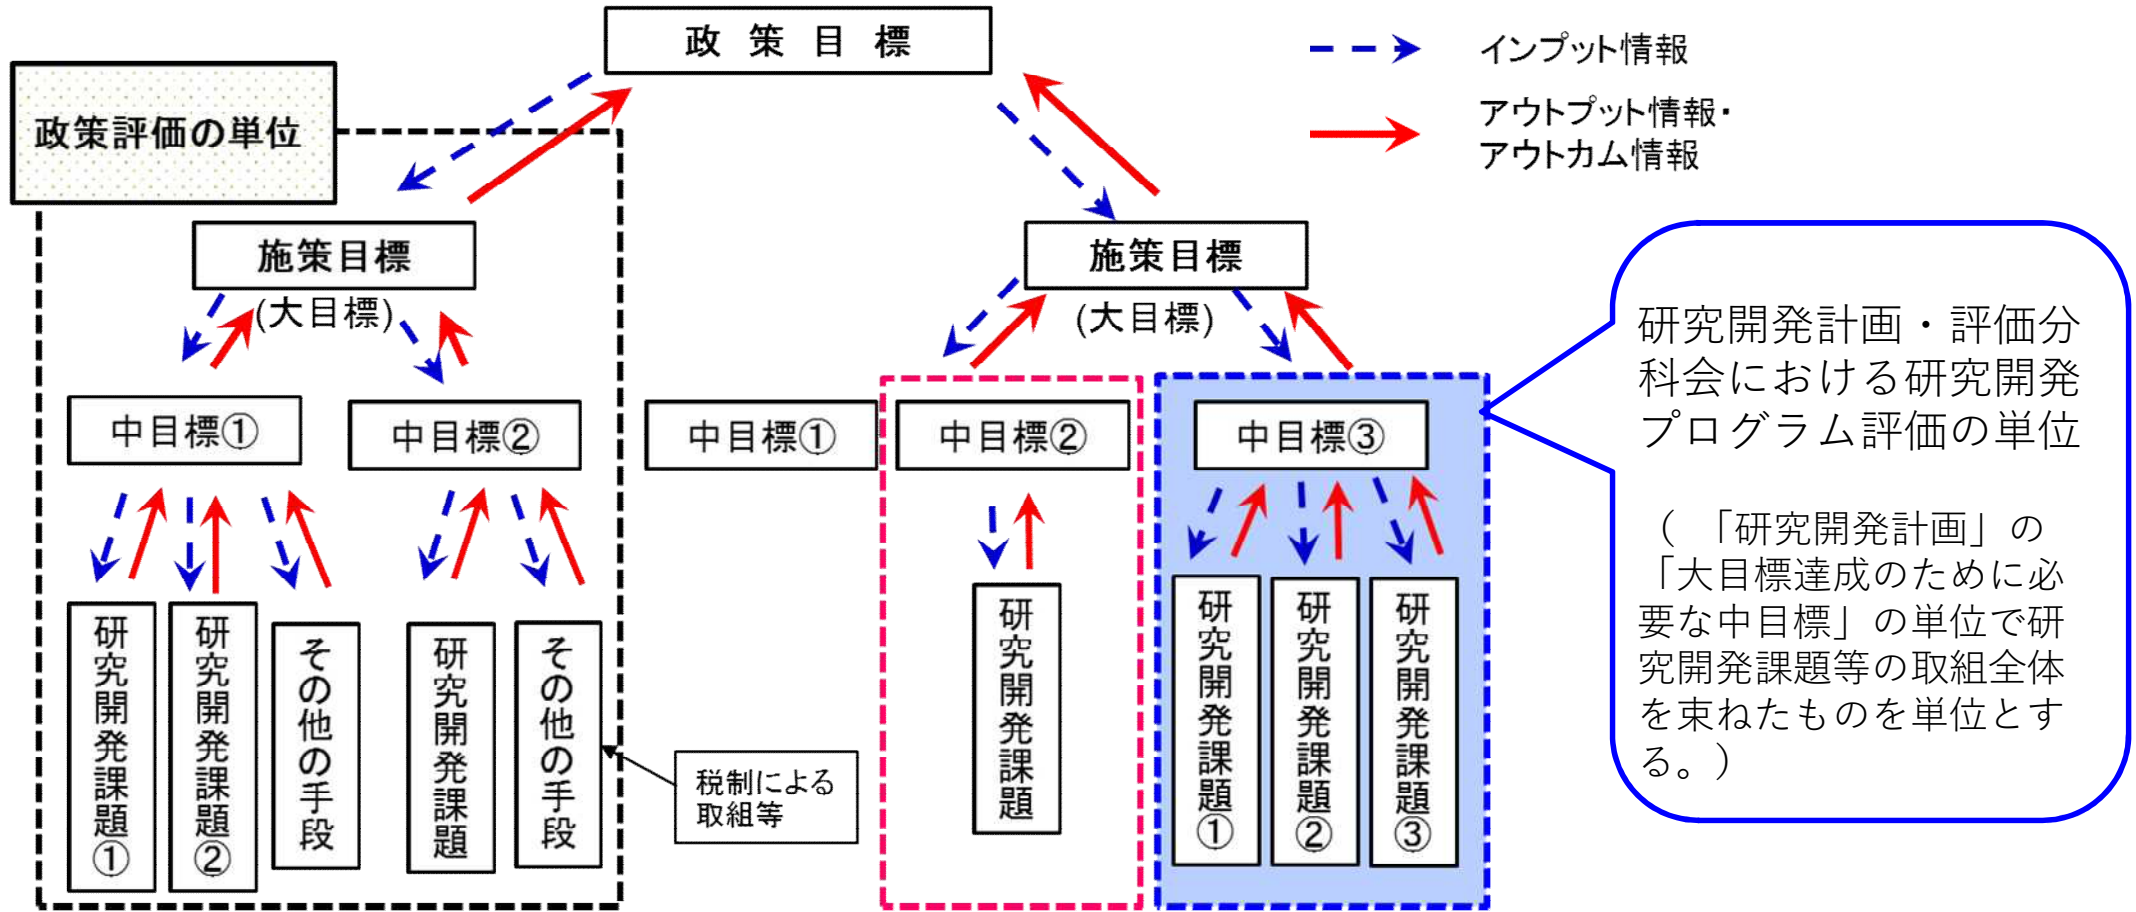 政策目標
インプット情報
アウトプット情報・
アウトカム情報
政策評価の単位
施策目標
(大目標)
施策目標
(大目標)
中目標①
中目標②
中目標①
中目標②
中目標③
研究開発課題①
研究開発課題②
その他の手段
研究開発課題
その他の手段
税制による
取組等
研究開発課題
研究開発課題①
研究開発課題②
研究開発課題③
研究開発計画・評価分
科会における研究開発
プログラム評価の単位
（「研究開発計画」の
「大目標達成のために必
要な中目標」の単位で研
究開発課題等の取組全体
を束ねたものを単位とす
る。）